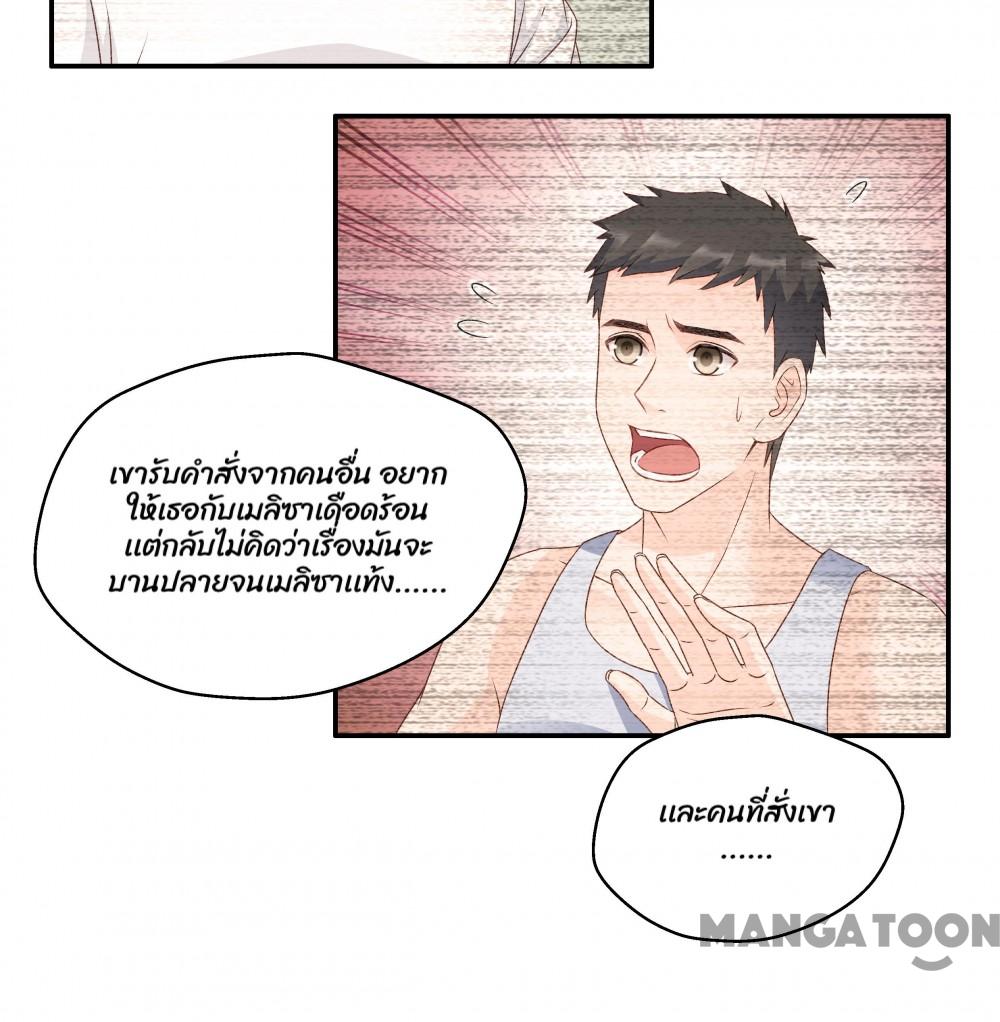 เขารับคำสั่งจากคนอื่น อยาก
ให้เธอกับเมลิซาเดือดร้อน
แต่กลับไม่คิดว่าเรื่องมันจะ
บานปลายจนเมลิซาแท้ง......
และคนที่สั่งเขา
......
MANGATOON